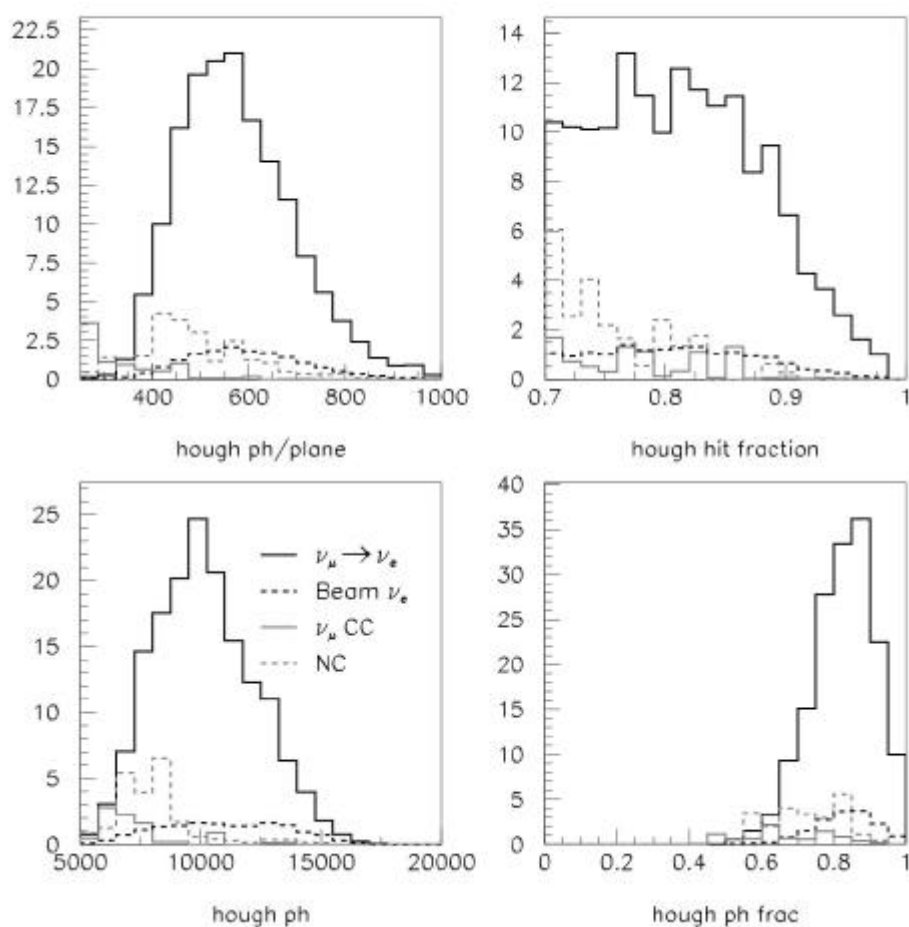 22.5
20
17.5
15
12.5
10
7.5
5
2.5
0
400 600 800 1000
hough ph/plane
14
12
10
8
6
4
2
0
0.7 0.8 0.9 1
hough hit fraction
25
20
15
10
5
0
5000 10000 15000 20000
hough ph
ν_μ → ν_e
Beam ν_e
ν_μ CC
NC
40
35
30
25
20
15
10
5
0
0 0.2 0.4 0.6 0.8 1
hough ph frac